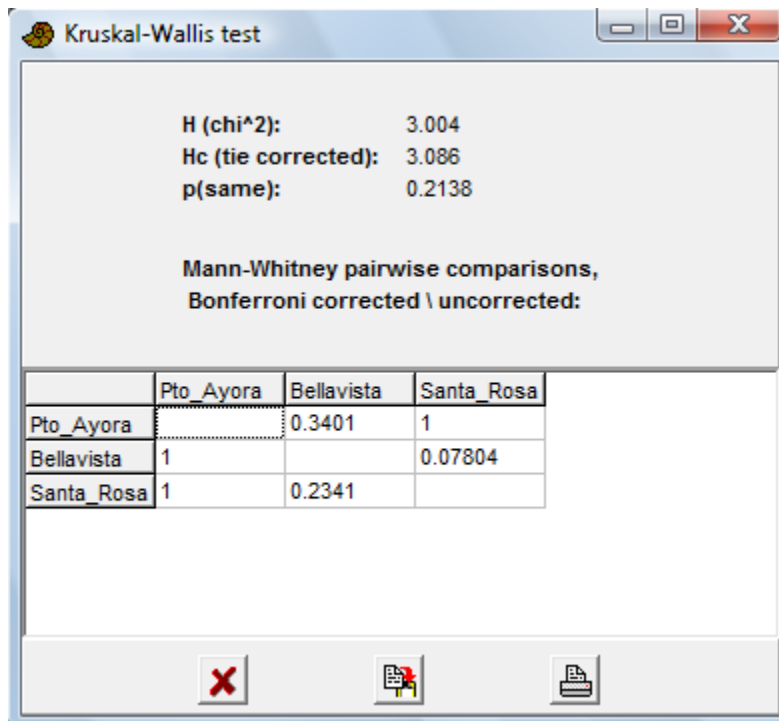 Kruskal-Wallis test
H (chi^2): 3.004
Hc (tie corrected): 3.086
p(same): 0.2138
Mann-Whitney pairwise comparisons,
Bonferroni corrected \ uncorrected:
Pto_Ayora Bellavista Santa_Rosa
Pto_Ayora 0.3401 1
Bellavista 1 0.07804
Santa_Rosa 1 0.2341